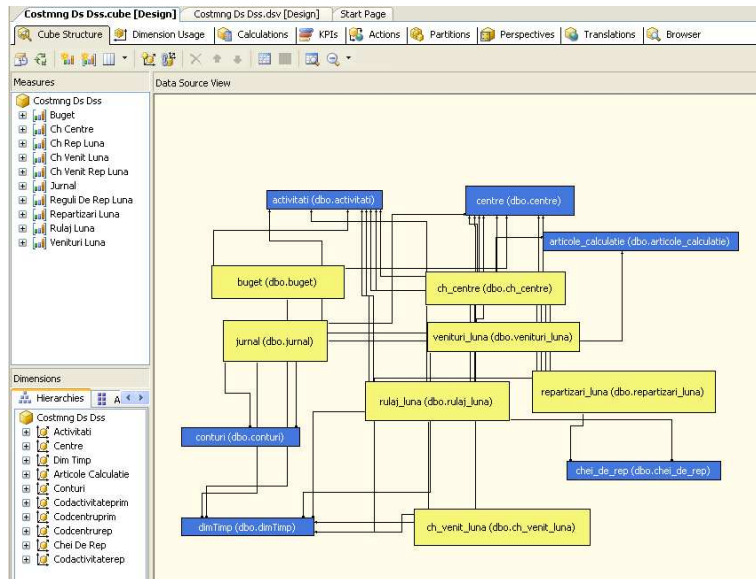 Costmng Ds Dss.cube [Design] Costmng Ds Dss.dsv [Design] Start Page
Cube Structure Dimension Usage Calculations KPIs Actions Partitions Perspectives Translations Browser
Measures
Costmng Ds Dss
Buget
Ch Centre
Ch Rep Luna
Ch Venit Luna
Ch Venit Rep Luna
Jurnal
Reguli De Rep Luna
Repartizari Luna
Rulaj Luna
Venituri Luna
Dimensions
Hierarchies A
Costmng Ds Dss
Activitati
Centre
Dim Timp
Articole Calculatie
Conturi
Codactivitateprim
Codcentruprim
Codcentrurep
Chei De Rep
Codactivitaterep
Data Source View
activitati (dbo.activitati)
centre (dbo.centre)
articole_calculatie (dbo.articole_calculatie)
buget (dbo.buget)
ch_centre (dbo.ch_centre)
jurnal (dbo.jurnal)
venituri_luna (dbo.venituri_luna)
rulaj_luna (dbo.rulaj_luna)
repartizari_luna (dbo.repartizari_luna)
conturi (dbo.conturi)
chei_de_rep (dbo.chei_de_rep)
dimTimp (dbo.dimTimp)
ch_venit_luna (dbo.ch_venit_luna)